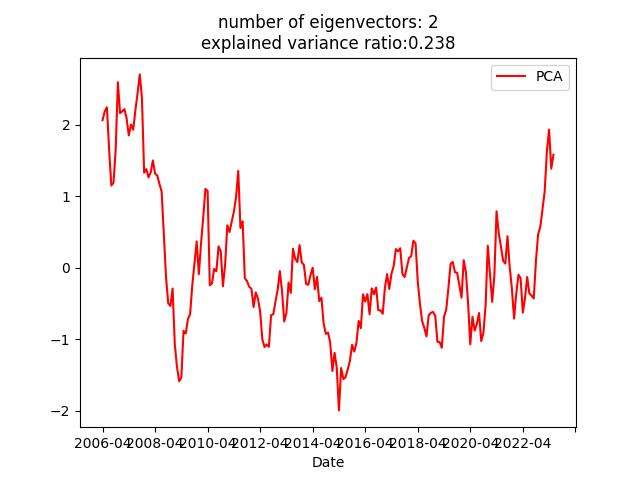 number of eigenvectors: 2
explained variance ratio:0.238
PCA
2
1
0
−1
−2
2006-04 2008-04 2010-04 2012-04 2014-04 2016-04 2018-04 2020-04 2022-04
Date